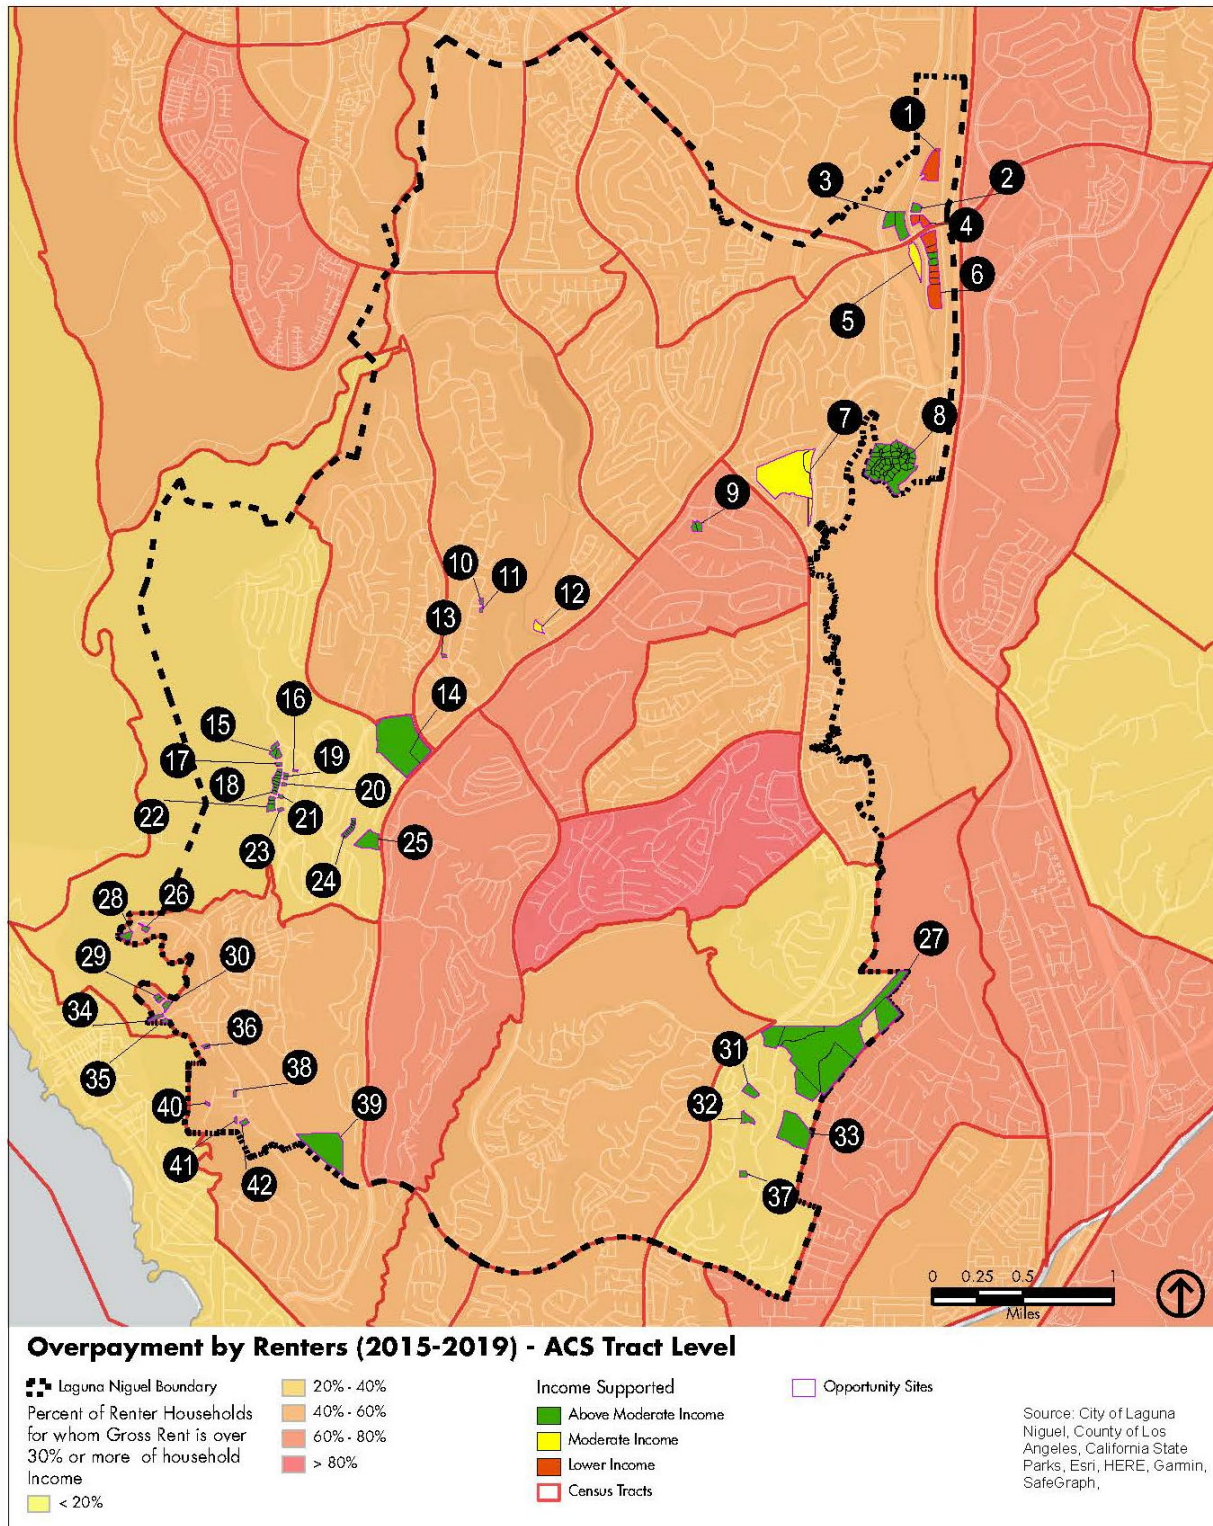 1
2
3
4
6
5
7
8
9
10
11
12
13
14
16
15
17
19
18
20
22
21
23
25
24
28
26
27
29
30
34
36
31
35
38
32
40
39
33
41
42
37
0 0.25 0.5 1
Miles
Overpayment by Renters (2015-2019) - ACS Tract Level
Laguna Niguel Boundary
Percent of Renter Households
for whom Gross Rent is over
30% or more of household
Income
< 20%
20% - 40%
40% - 60%
60% - 80%
> 80%
Income Supported
Above Moderate Income
Moderate Income
Lower Income
Census Tracts
Opportunity Sites
Source: City of Laguna
Niguel, County of Los
Angeles, California State
Parks, Esri, HERE, Garmin,
SafeGraph,